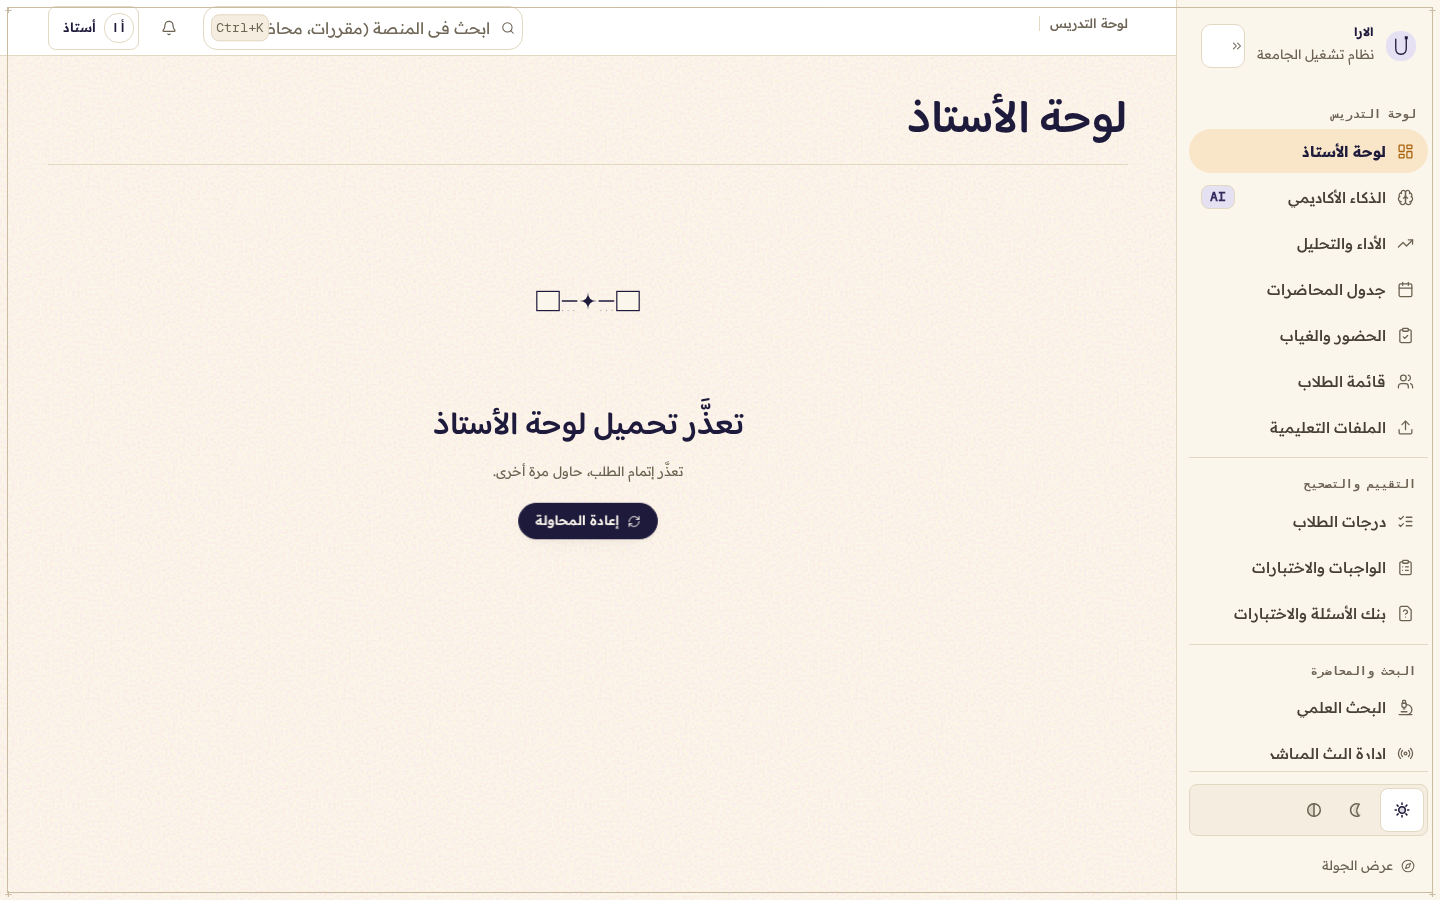 الارا
نظام تشغيل الجامعة
لوحة التدريس
لوحة الأستاذ
الذكاء الأكاديمي
AI
الأداء والتحليل
جدول المحاضرات
الحضور والغياب
قائمة الطلاب
الملفات التعليمية
التقييم والتصحيح
درجات الطلاب
الواجبات والاختبارات
بنك الأسئلة والاختبارات
البحث والمحاضرة
البحث العلمي
إدارة البث المباشر
عرض الجولة
لوحة التدريس
ابحث في المنصة (مقررات، محاض
Ctrl+K
أ ا
أستاذ
لوحة الأستاذ
تعذَّر تحميل لوحة الأستاذ
تعذَّر إتمام الطلب، حاول مرة أخرى.
إعادة المحاولة